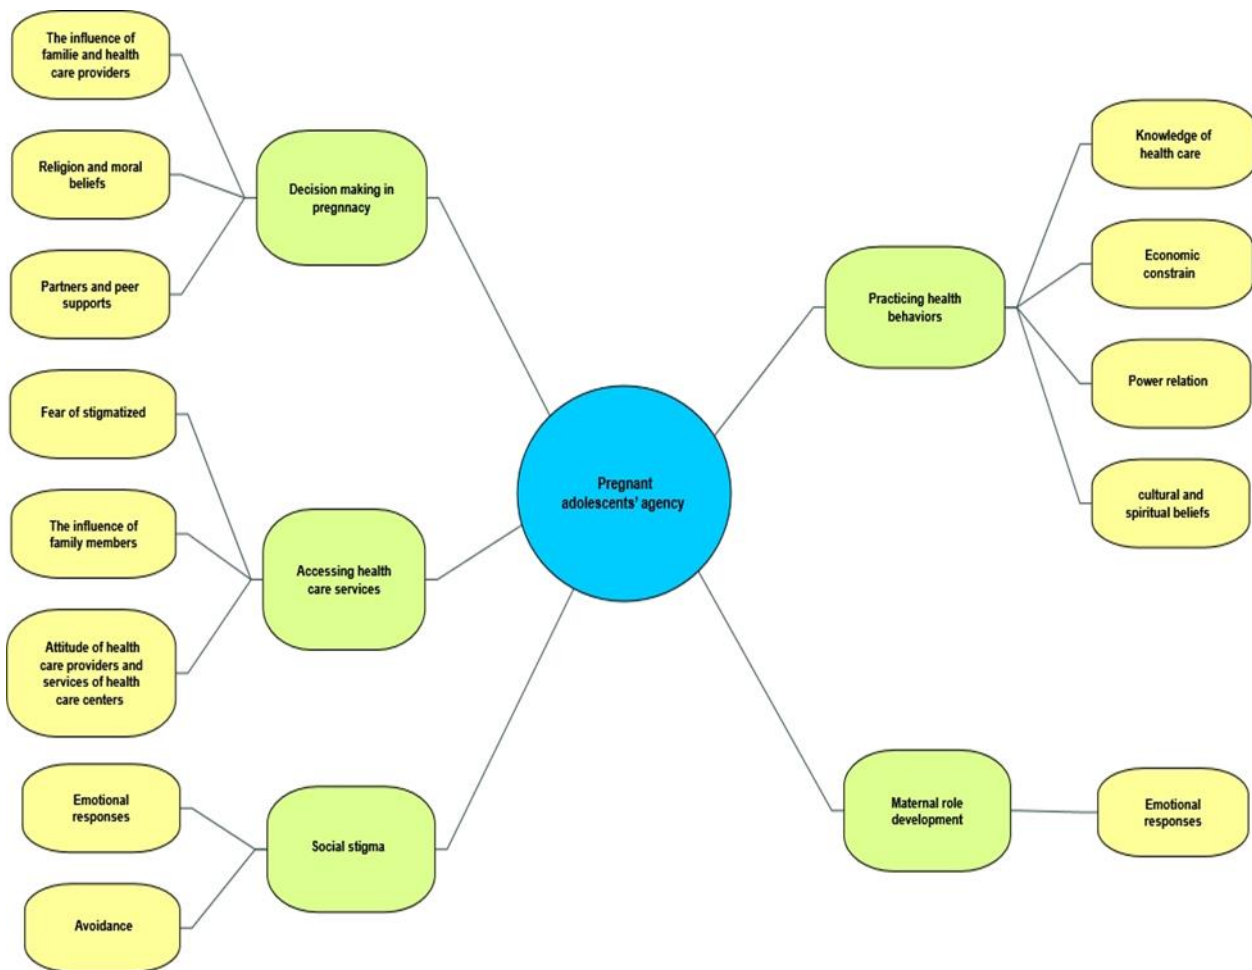 The influence of
familie and health
care providers
Religion and moral
beliefs
Decision making in
pregnnacy
Partners and peer
supports
Fear of stigmatized
The influence of
family members
Accessing health
care services
Attitude of health
care providers and
services of health
care centers
Emotional
responses
Social stigma
Avoidance
Pregnant
adolescents' agency
Knowledge of
health care
Economic
constrain
Practicing health
behaviors
Power relation
cultural and
spiritual beliefs
Maternal role
development
Emotional
responses